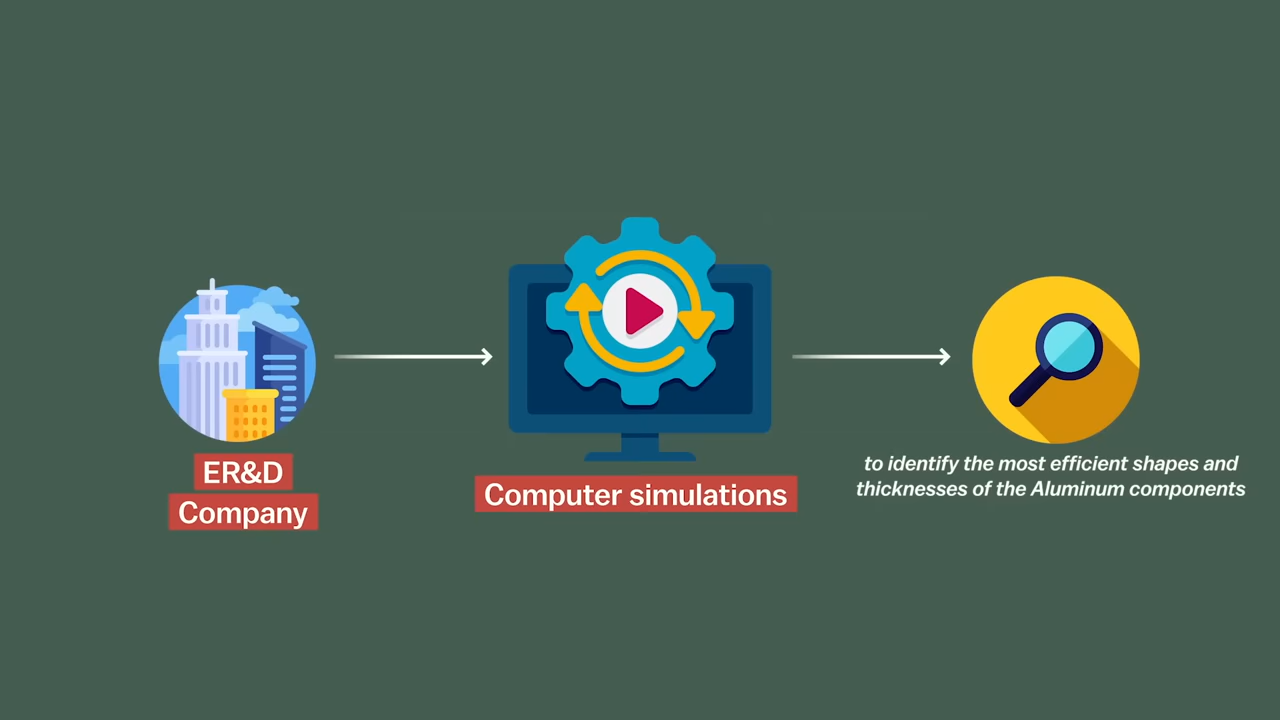 ER&D
Company
Computer simulations
to identify the most efficient shapes and
thicknesses of the Aluminum components